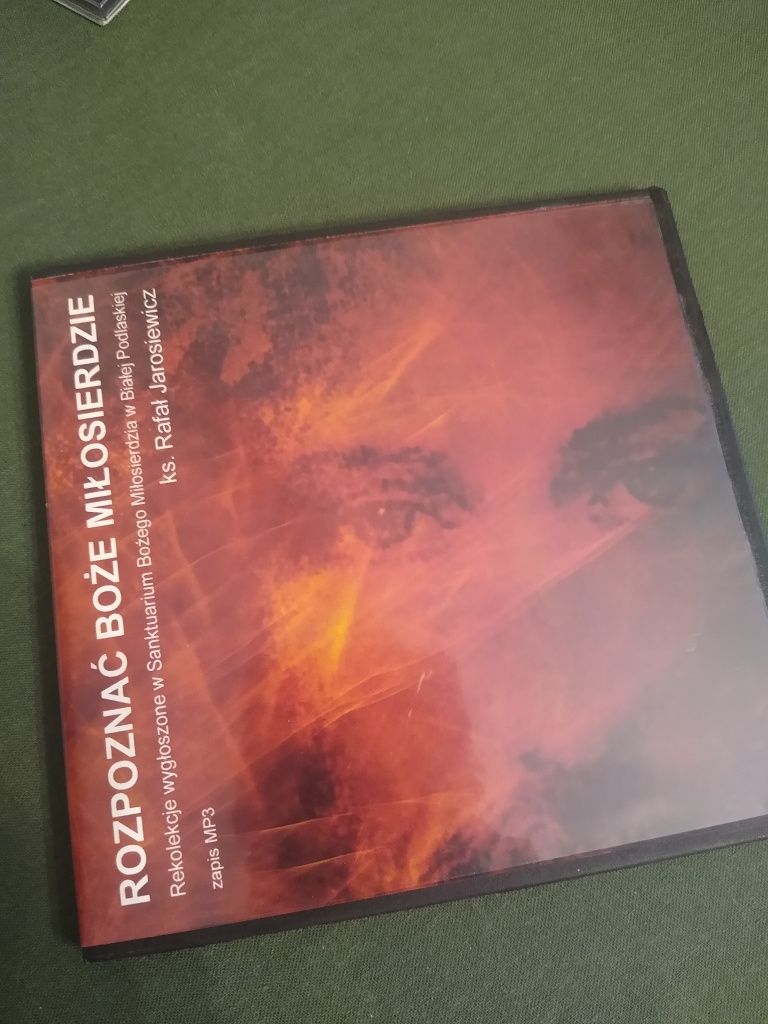 ROZPOZNAĆ BOŻE MIŁOSIERDZIE
Rekolekcje wygłoszone w Sanktuarium Bożego Miłosierdzia w Białej Podlaskiej
ks. Rafał Jarosiewicz
zapis MP3